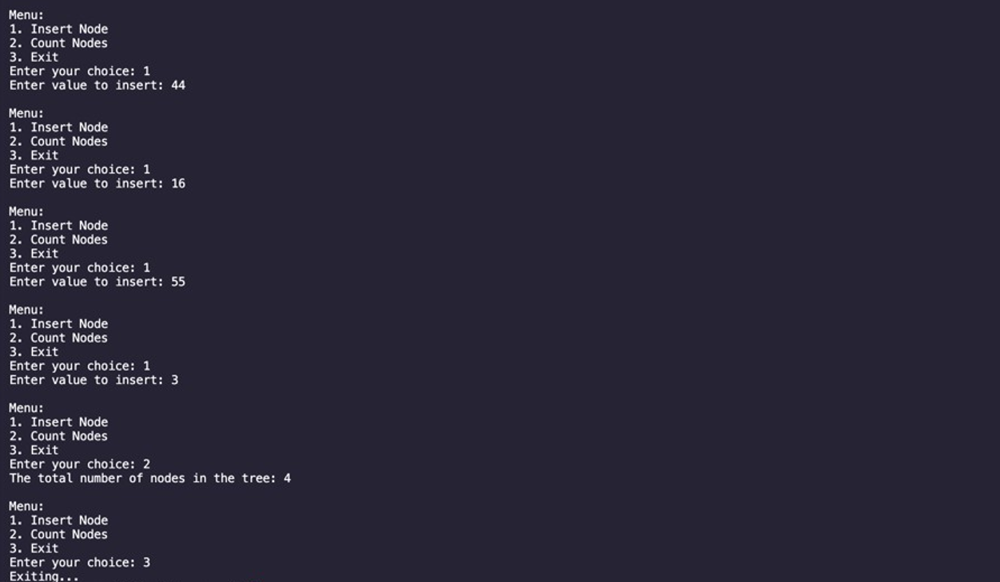 Menu:
1. Insert Node
2. Count Nodes
3. Exit
Enter your choice: 1
Enter value to insert: 44
Menu:
1. Insert Node
2. Count Nodes
3. Exit
Enter your choice: 1
Enter value to insert: 16
Menu:
1. Insert Node
2. Count Nodes
3. Exit
Enter your choice: 1
Enter value to insert: 55
Menu:
1. Insert Node
2. Count Nodes
3. Exit
Enter your choice: 1
Enter value to insert: 3
Menu:
1. Insert Node
2. Count Nodes
3. Exit
Enter your choice: 2
The total number of nodes in the tree: 4
Menu:
1. Insert Node
2. Count Nodes
3. Exit
Enter your choice: 3
Exiting...